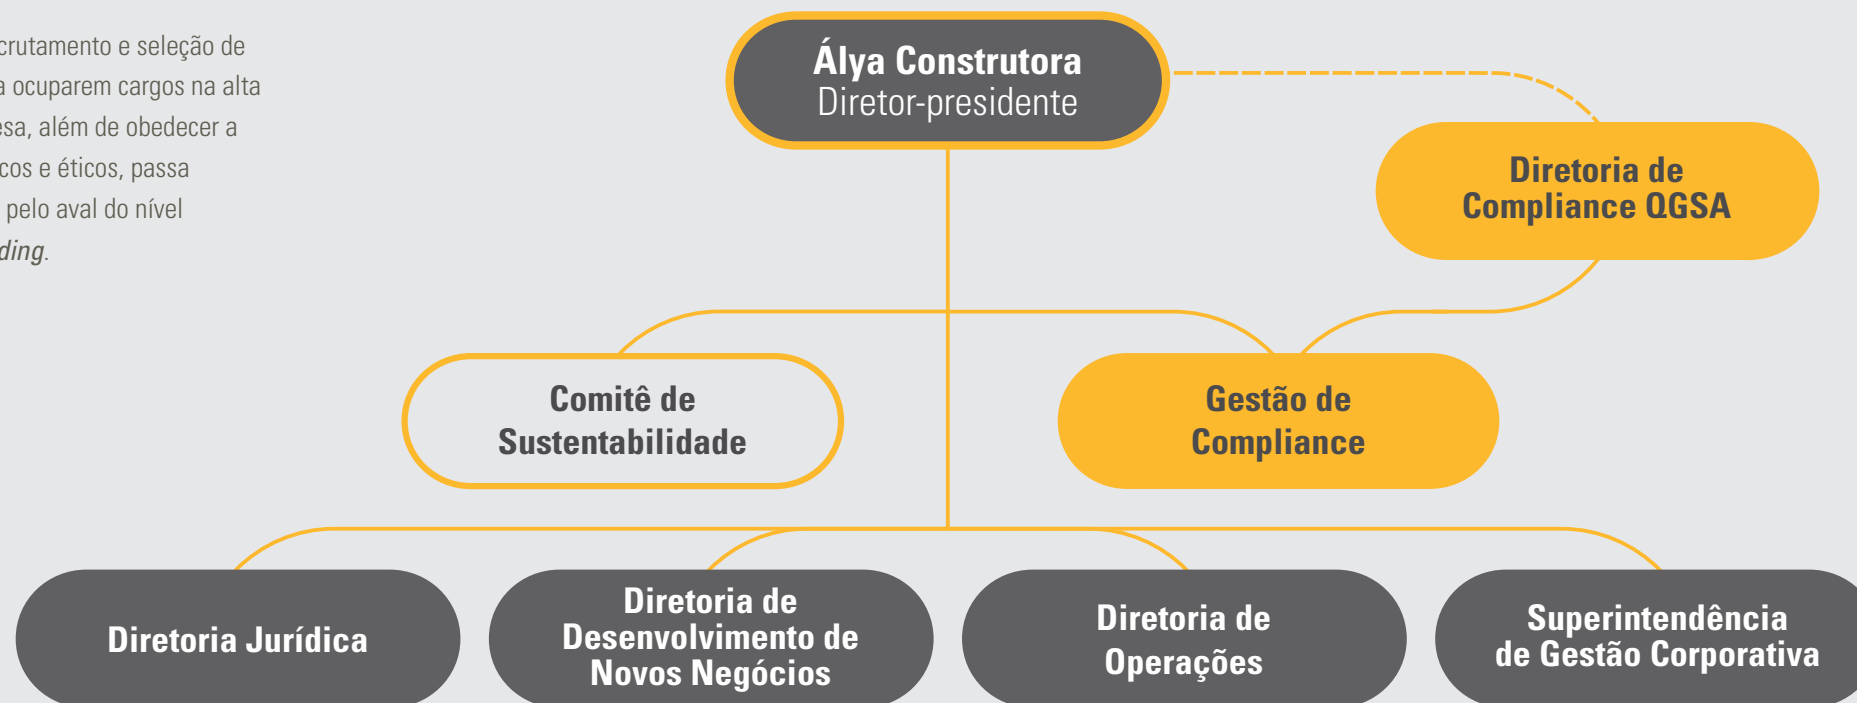 crutamento e seleção de
a ocuparem cargos na alta
esa, além de obedecer a
cos e éticos, passa
pelo aval do nível
ding.
Álya Construtora
Diretor-presidente
Diretoria de
Compliance QGSA
Comitê de
Sustentabilidade
Gestão de
Compliance
Diretoria Jurídica
Diretoria de
Desenvolvimento de
Novos Negócios
Diretoria de
Operações
Superintendência
de Gestão Corporativa